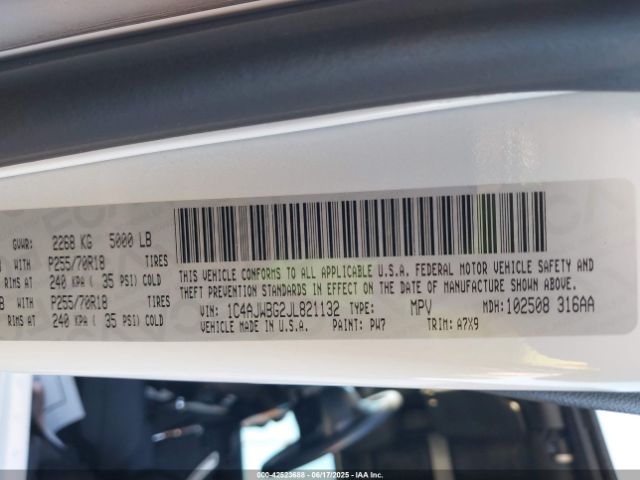 GVWR: 2268 KG 5000 LB
WITH P255/70R18 TIRES
RIMS AT 240 KPA ( 35 PSI) COLD
WITH P255/70R18 TIRES
RIMS AT 240 KPA ( 35 PSI) COLD
THIS VEHICLE CONFORMS TO ALL APPLICABLE U.S.A. FEDERAL MOTOR VEHICLE SAFETY AND
THEFT PREVENTION STANDARDS IN EFFECT ON THE DATE OF MANUFACTURE SHOWN ABOVE.
VIN: 1C4AJWBG2JL821132 TYPE: MPV MDH: 102508 316AA
VEHICLE MADE IN U.S.A. PAINT: PW7 TRIM: A7X9
000-42523688 - 06/17/2025 - IAA Inc.